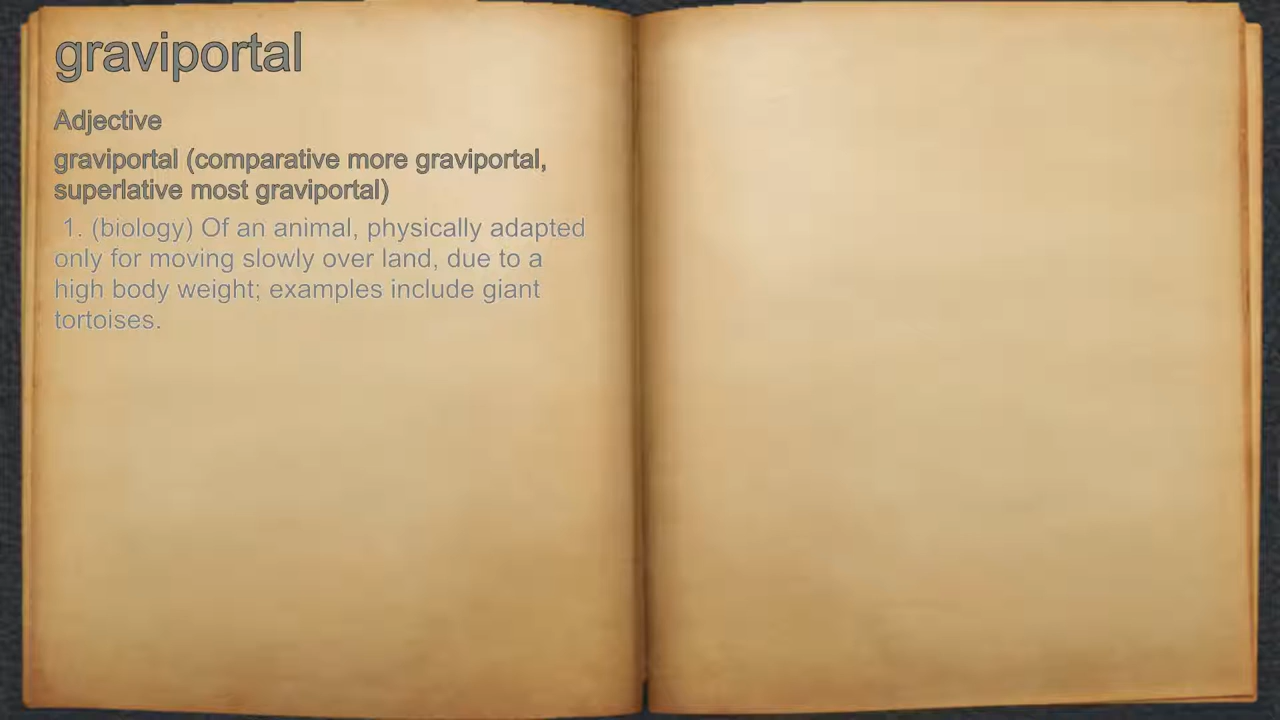 graviportal
Adjective
graviportal (comparative more graviportal,
superlative most graviportal)
1. (biology) Of an animal, physically adapted
only for moving slowly over land, due to a
high body weight; examples include giant
tortoises.